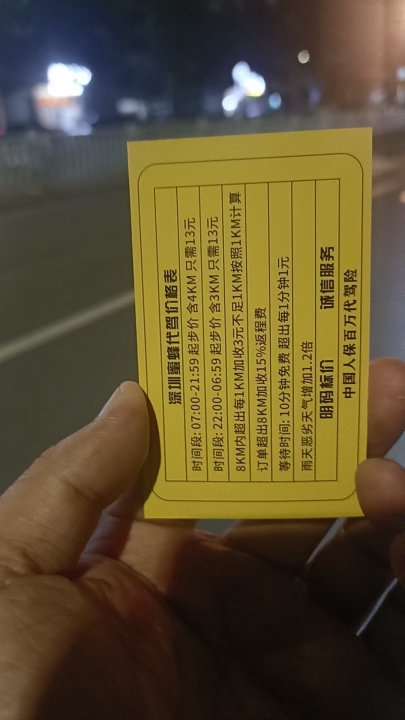 深圳蜜蜂代驾价格表
时间段: 07:00-21:59 起步价 含4KM 只需13元
时间段: 22:00-06:59 起步价 含3KM 只需13元
8KM内超出每1KM加收3元不足1KM按照1KM计算
订单超出8KM加收15%返程费
等待时间: 10分钟免费 超出每1分钟1元
雨天恶劣天气增加1.2倍
明码标价 诚信服务
中国人保百万代驾险